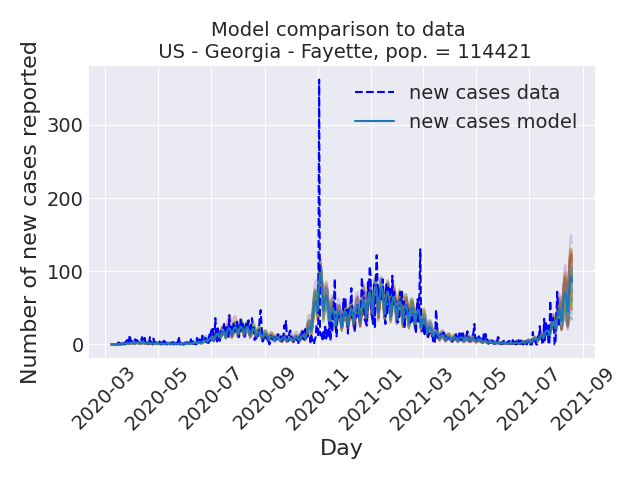 Model comparison to data
US - Georgia - Fayette, pop. = 114421
Number of new cases reported
300
200
100
0
new cases data
new cases model
2020-03
2020-05
2020-07
2020-09
2020-11
2021-01
2021-03
2021-05
2021-07
2021-09
Day